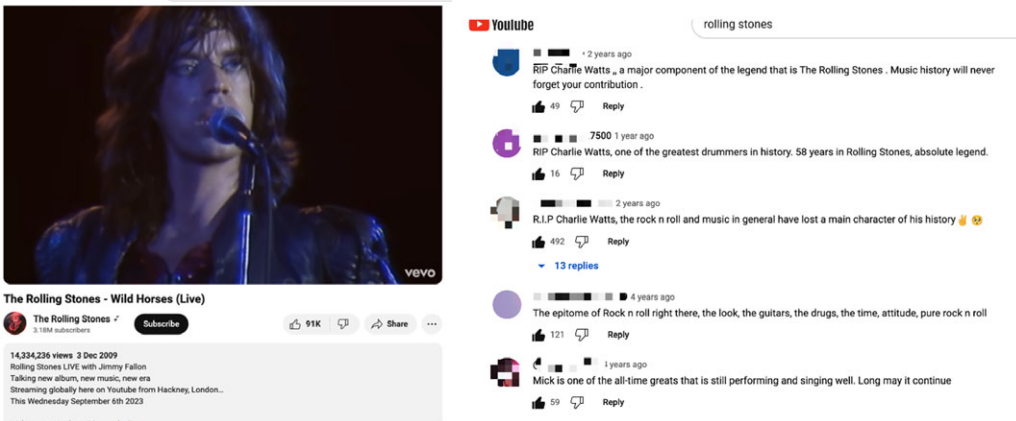 vevo
The Rolling Stones - Wild Horses (Live)
The Rolling Stones
3.18M subscribers
Subscribe
91K
Share
14,334,236 views 3 Dec 2009
Rolling Stones LIVE with Jimmy Fallon
Talking new album, new music, new era
Streaming globally here on Youtube from Hackney, London...
This Wednesday September 6th 2023
YouTube
rolling stones
• 2 years ago
RIP Charlie Watts ,, a major component of the legend that is The Rolling Stones . Music history will never
forget your contribution .
49 Reply
7500 1 year ago
RIP Charlie Watts, one of the greatest drummers in history. 58 years in Rolling Stones, absolute legend.
16 Reply
2 years ago
R.I.P Charlie Watts, the rock n roll and music in general have lost a main character of his history ✌️ 🥺
492 Reply
13 replies
4 years ago
The epitome of Rock n roll right there, the look, the guitars, the drugs, the time, attitude, pure rock n roll
121 Reply
years ago
Mick is one of the all-time greats that is still performing and singing well. Long may it continue
59 Reply